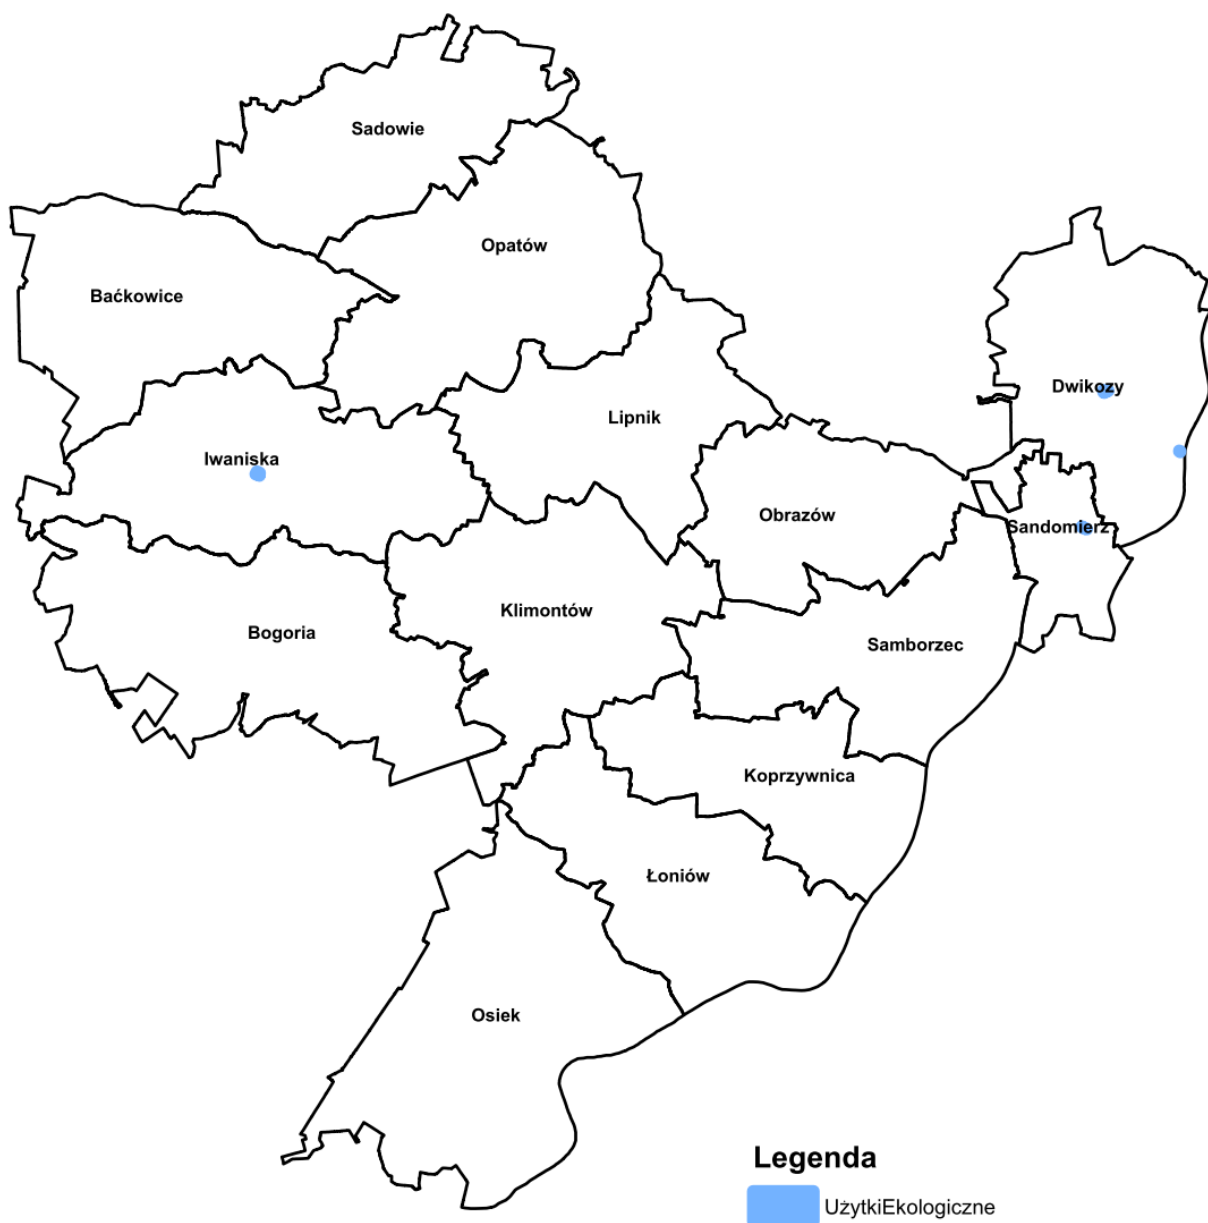 Sadowie
Opatów
Baćkowice
Dwikozy
Lipnik
Iwaniska
Obrazów
Sandomierz
Klimontów
Bogoria
Samborzec
Koprzywnica
Łoniów
Osiek
Legenda
UżytkiEkologiczne